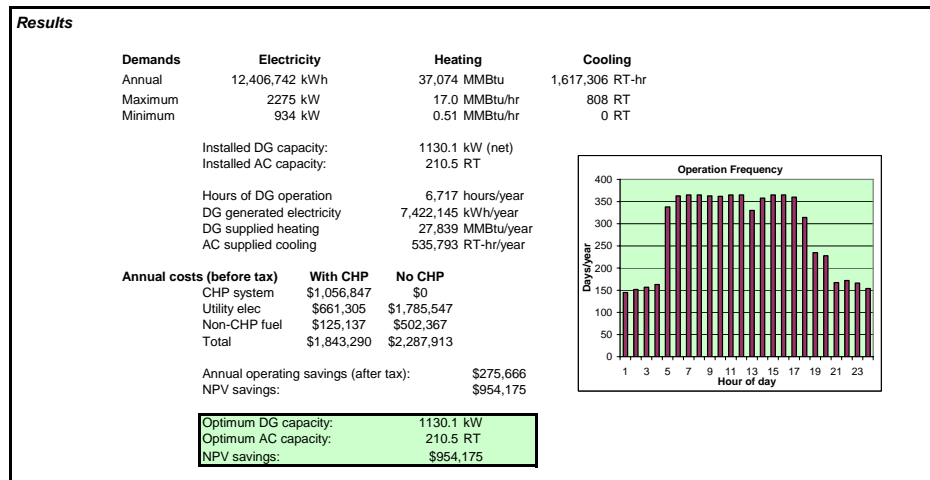 Results
Demands Electricity Heating Cooling
Annual 12,406,742 kWh 37,074 MMBtu 1,617,306 RT-hr
Maximum 2275 kW 17.0 MMBtu/hr 808 RT
Minimum 934 kW 0.51 MMBtu/hr 0 RT
Installed DG capacity: 1130.1 kW (net)
Installed AC capacity: 210.5 RT
Hours of DG operation 6,717 hours/year
DG generated electricity 7,422,145 kWh/year
DG supplied heating 27,839 MMBtu/year
AC supplied cooling 535,793 RT-hr/year
Annual costs (before tax) With CHP No CHP
CHP system $1,056,847 $0
Utility elec $661,305 $1,785,547
Non-CHP fuel $125,137 $502,367
Total $1,843,290 $2,287,913
Annual operating savings (after tax): $275,666
NPV savings: $954,175
Optimum DG capacity: 1130.1 kW
Optimum AC capacity: 210.5 RT
NPV savings: $954,175
Operation Frequency
400
350
300
250
200
150
100
50
0
Days/year
1 3 5 7 9 11 13 15 17 19 21 23
Hour of day